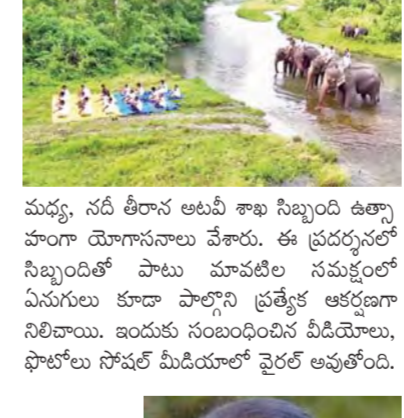 మధ్య, నదీ తీరాన అటవీ శాఖ సిబ్బంది ఉత్సా
హంగా యోగాసనాలు వేశారు. ఈ ప్రదర్శనలో
సిబ్బందితో పాటు మావటిల సమక్షంలో
ఏనుగులు కూడా పాల్గొని ప్రత్యేక ఆకర్షణగా
నిలిచాయి. ఇందుకు సంబంధించిన వీడియోలు,
ఫొటోలు సోషల్ మీడియాలో వైరల్ అవుతోంది.